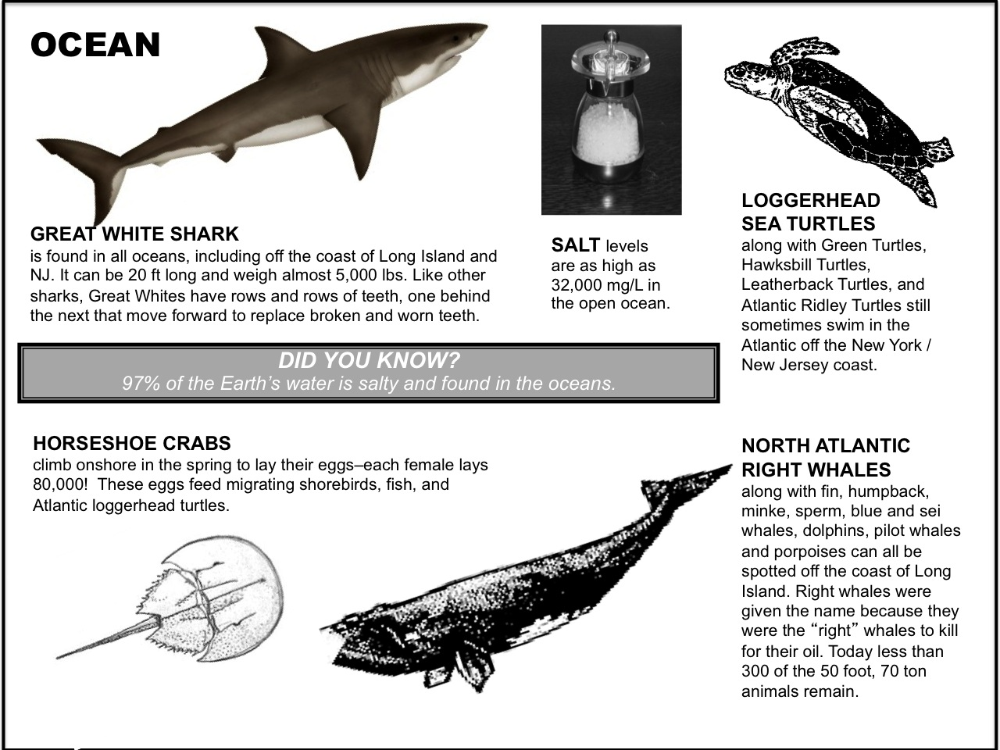 OCEAN
GREAT WHITE SHARK
is found in all oceans, including off the coast of Long Island and
NJ. It can be 20 ft long and weigh almost 5,000 lbs. Like other
sharks, Great Whites have rows and rows of teeth, one behind
the next that move forward to replace broken and worn teeth.
SALT levels
are as high as
32,000 mg/L in
the open ocean.
LOGGERHEAD
SEA TURTLES
along with Green Turtles,
Hawksbill Turtles,
Leatherback Turtles, and
Atlantic Ridley Turtles still
sometimes swim in the
Atlantic off the New York /
New Jersey coast.
DID YOU KNOW?
97% of the Earth’s water is salty and found in the oceans.
HORSESHOE CRABS
climb onshore in the spring to lay their eggs–each female lays
80,000!  These eggs feed migrating shorebirds, fish, and
Atlantic loggerhead turtles.
NORTH ATLANTIC
RIGHT WHALES
along with fin, humpback,
minke, sperm, blue and sei
whales, dolphins, pilot whales
and porpoises can all be
spotted off the coast of Long
Island. Right whales were
given the name because they
were the “right” whales to kill
for their oil. Today less than
300 of the 50 foot, 70 ton
animals remain.